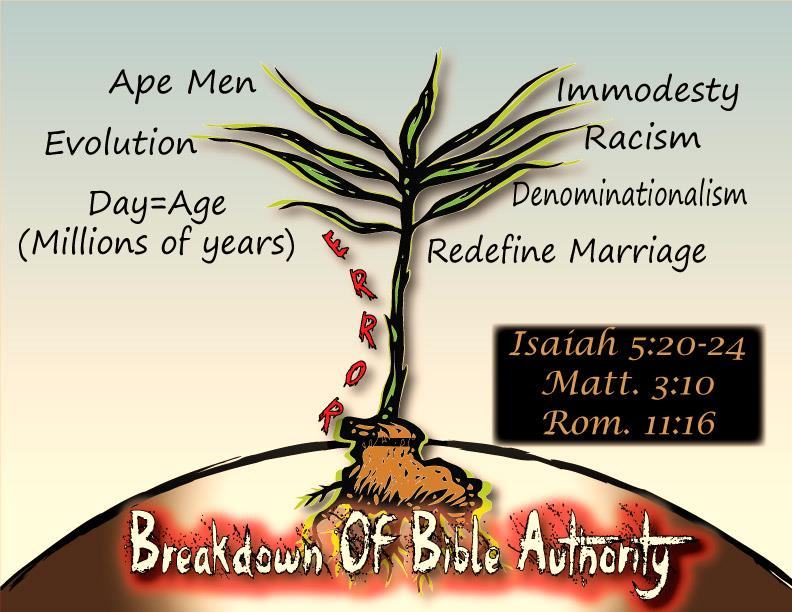 Ape Men
Evolution
Day=Age
(Millions of years)
Immodesty
Racism
Denominationalism
Redefine Marriage
ERROR
Isaiah 5:20-24
Matt. 3:10
Rom. 11:16
Breakdown Of Bible Authority